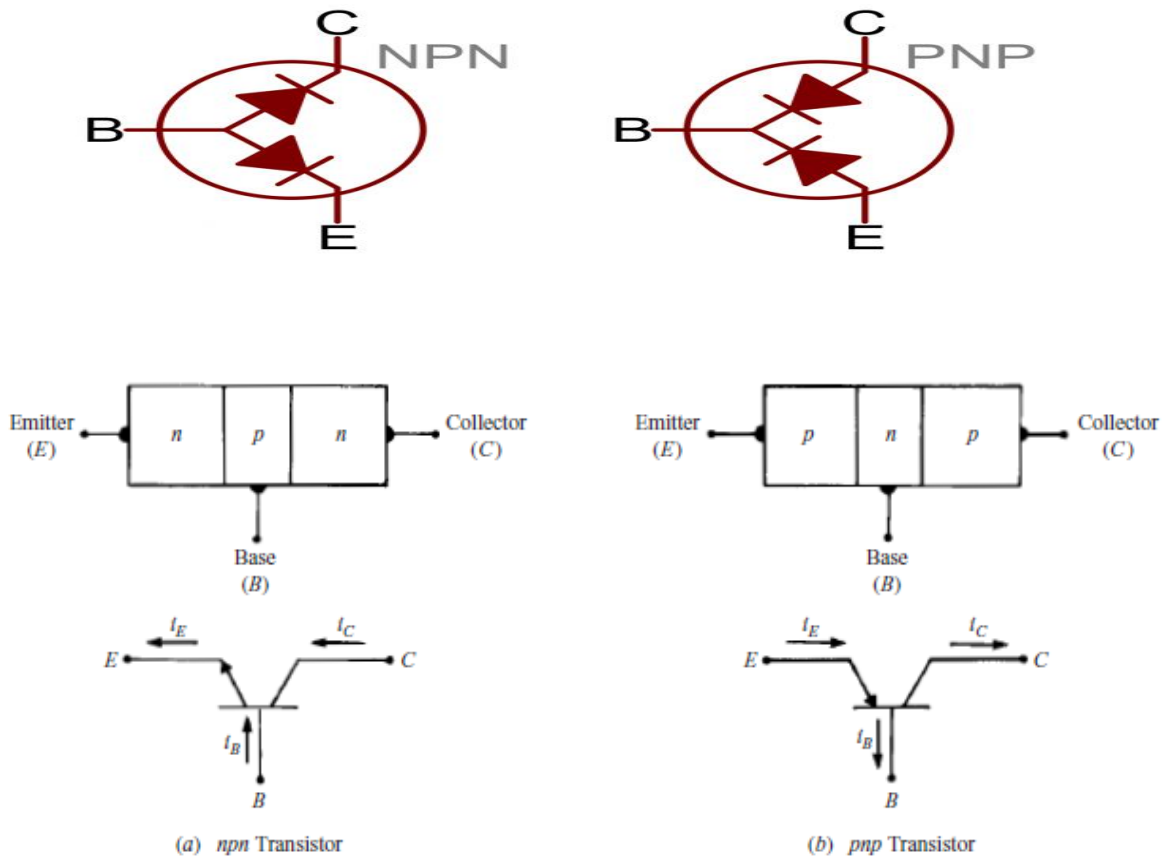 C
NPN
B
E
C
PNP
B
E
Emitter
(E)
n
p
n
Collector
(C)
Base
(B)
Emitter
(E)
p
n
p
Collector
(C)
Base
(B)
iE
iC
E
C
iB
B
(a) npn Transistor
iE
iC
E
C
iB
B
(b) pnp Transistor